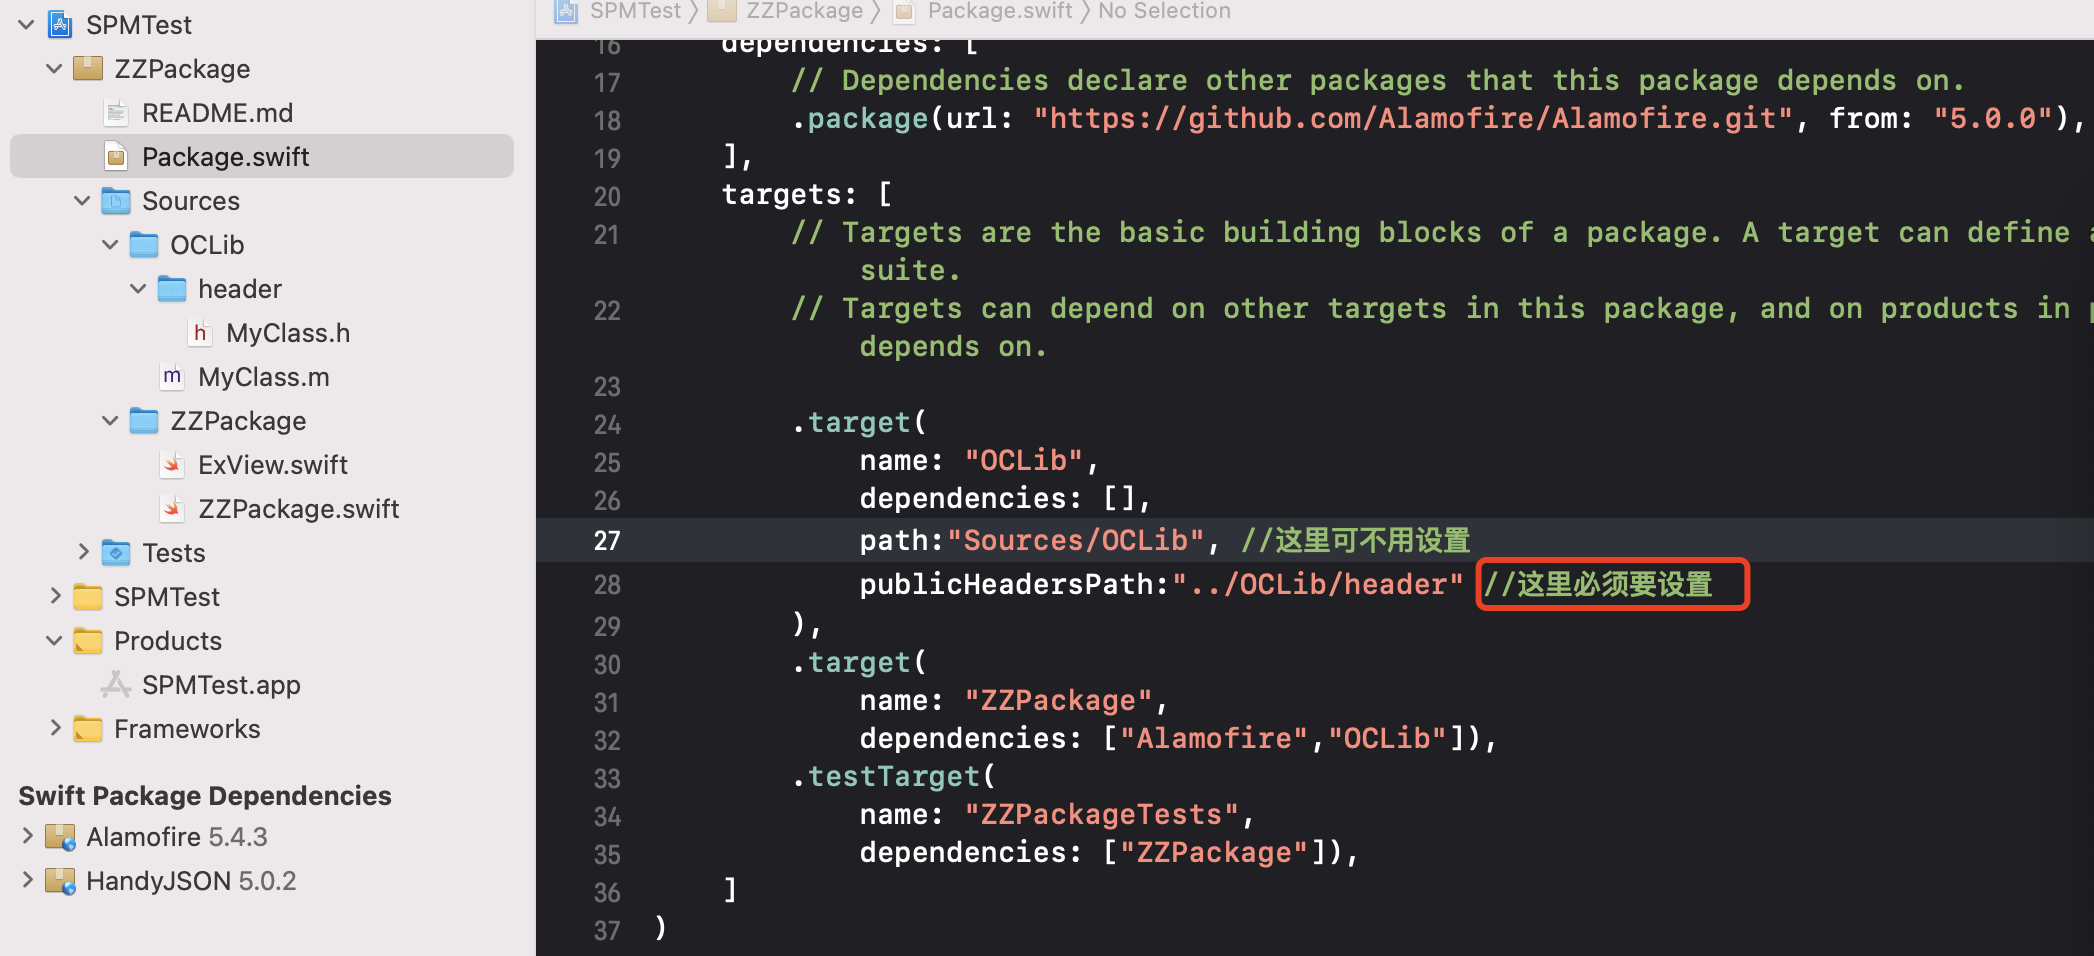 SPMTest
ZZPackage
README.md
Package.swift
Sources
OCLib
header
h MyClass.h
m MyClass.m
ZZPackage
ExView.swift
ZZPackage.swift
Tests
SPMTest
Products
SPMTest.app
Frameworks
Swift Package Dependencies
Alamofire 5.4.3
HandyJSON 5.0.2
SPMTest 〉 ZZPackage 〉 Package.swift 〉 No Selection
16 dependencies: [
17 // Dependencies declare other packages that this package depends on.
18 .package(url: "https://github.com/Alamofire/Alamofire.git", from: "5.0.0"),
19 ],
20 targets: [
21 // Targets are the basic building blocks of a package. A target can define a
suite.
22 // Targets can depend on other targets in this package, and on products in p
depends on.
23
24 .target(
25 name: "OCLib",
26 dependencies: [],
27 path:"Sources/OCLib", //这里可不用设置
28 publicHeadersPath:"../OCLib/header" //这里必须要设置
29 ),
30 .target(
31 name: "ZZPackage",
32 dependencies: ["Alamofire","OCLib"]),
33 .testTarget(
34 name: "ZZPackageTests",
35 dependencies: ["ZZPackage"]),
36 ]
37 )